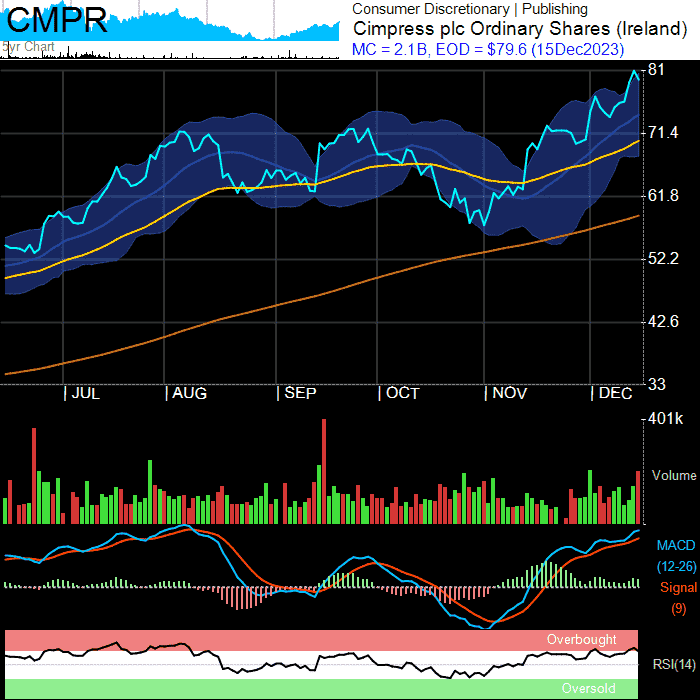 CMPR
5yr Chart
Consumer Discretionary | Publishing
Cimpress plc Ordinary Shares (Ireland)
MC = 2.1B, EOD = $79.6 (15Dec2023)
81
71.4
61.8
52.2
42.6
33
| JUL | AUG | SEP | OCT | NOV | DEC
401k
Volume
MACD
(12-26)
Signal
(9)
Overbought
RSI(14)
Oversold